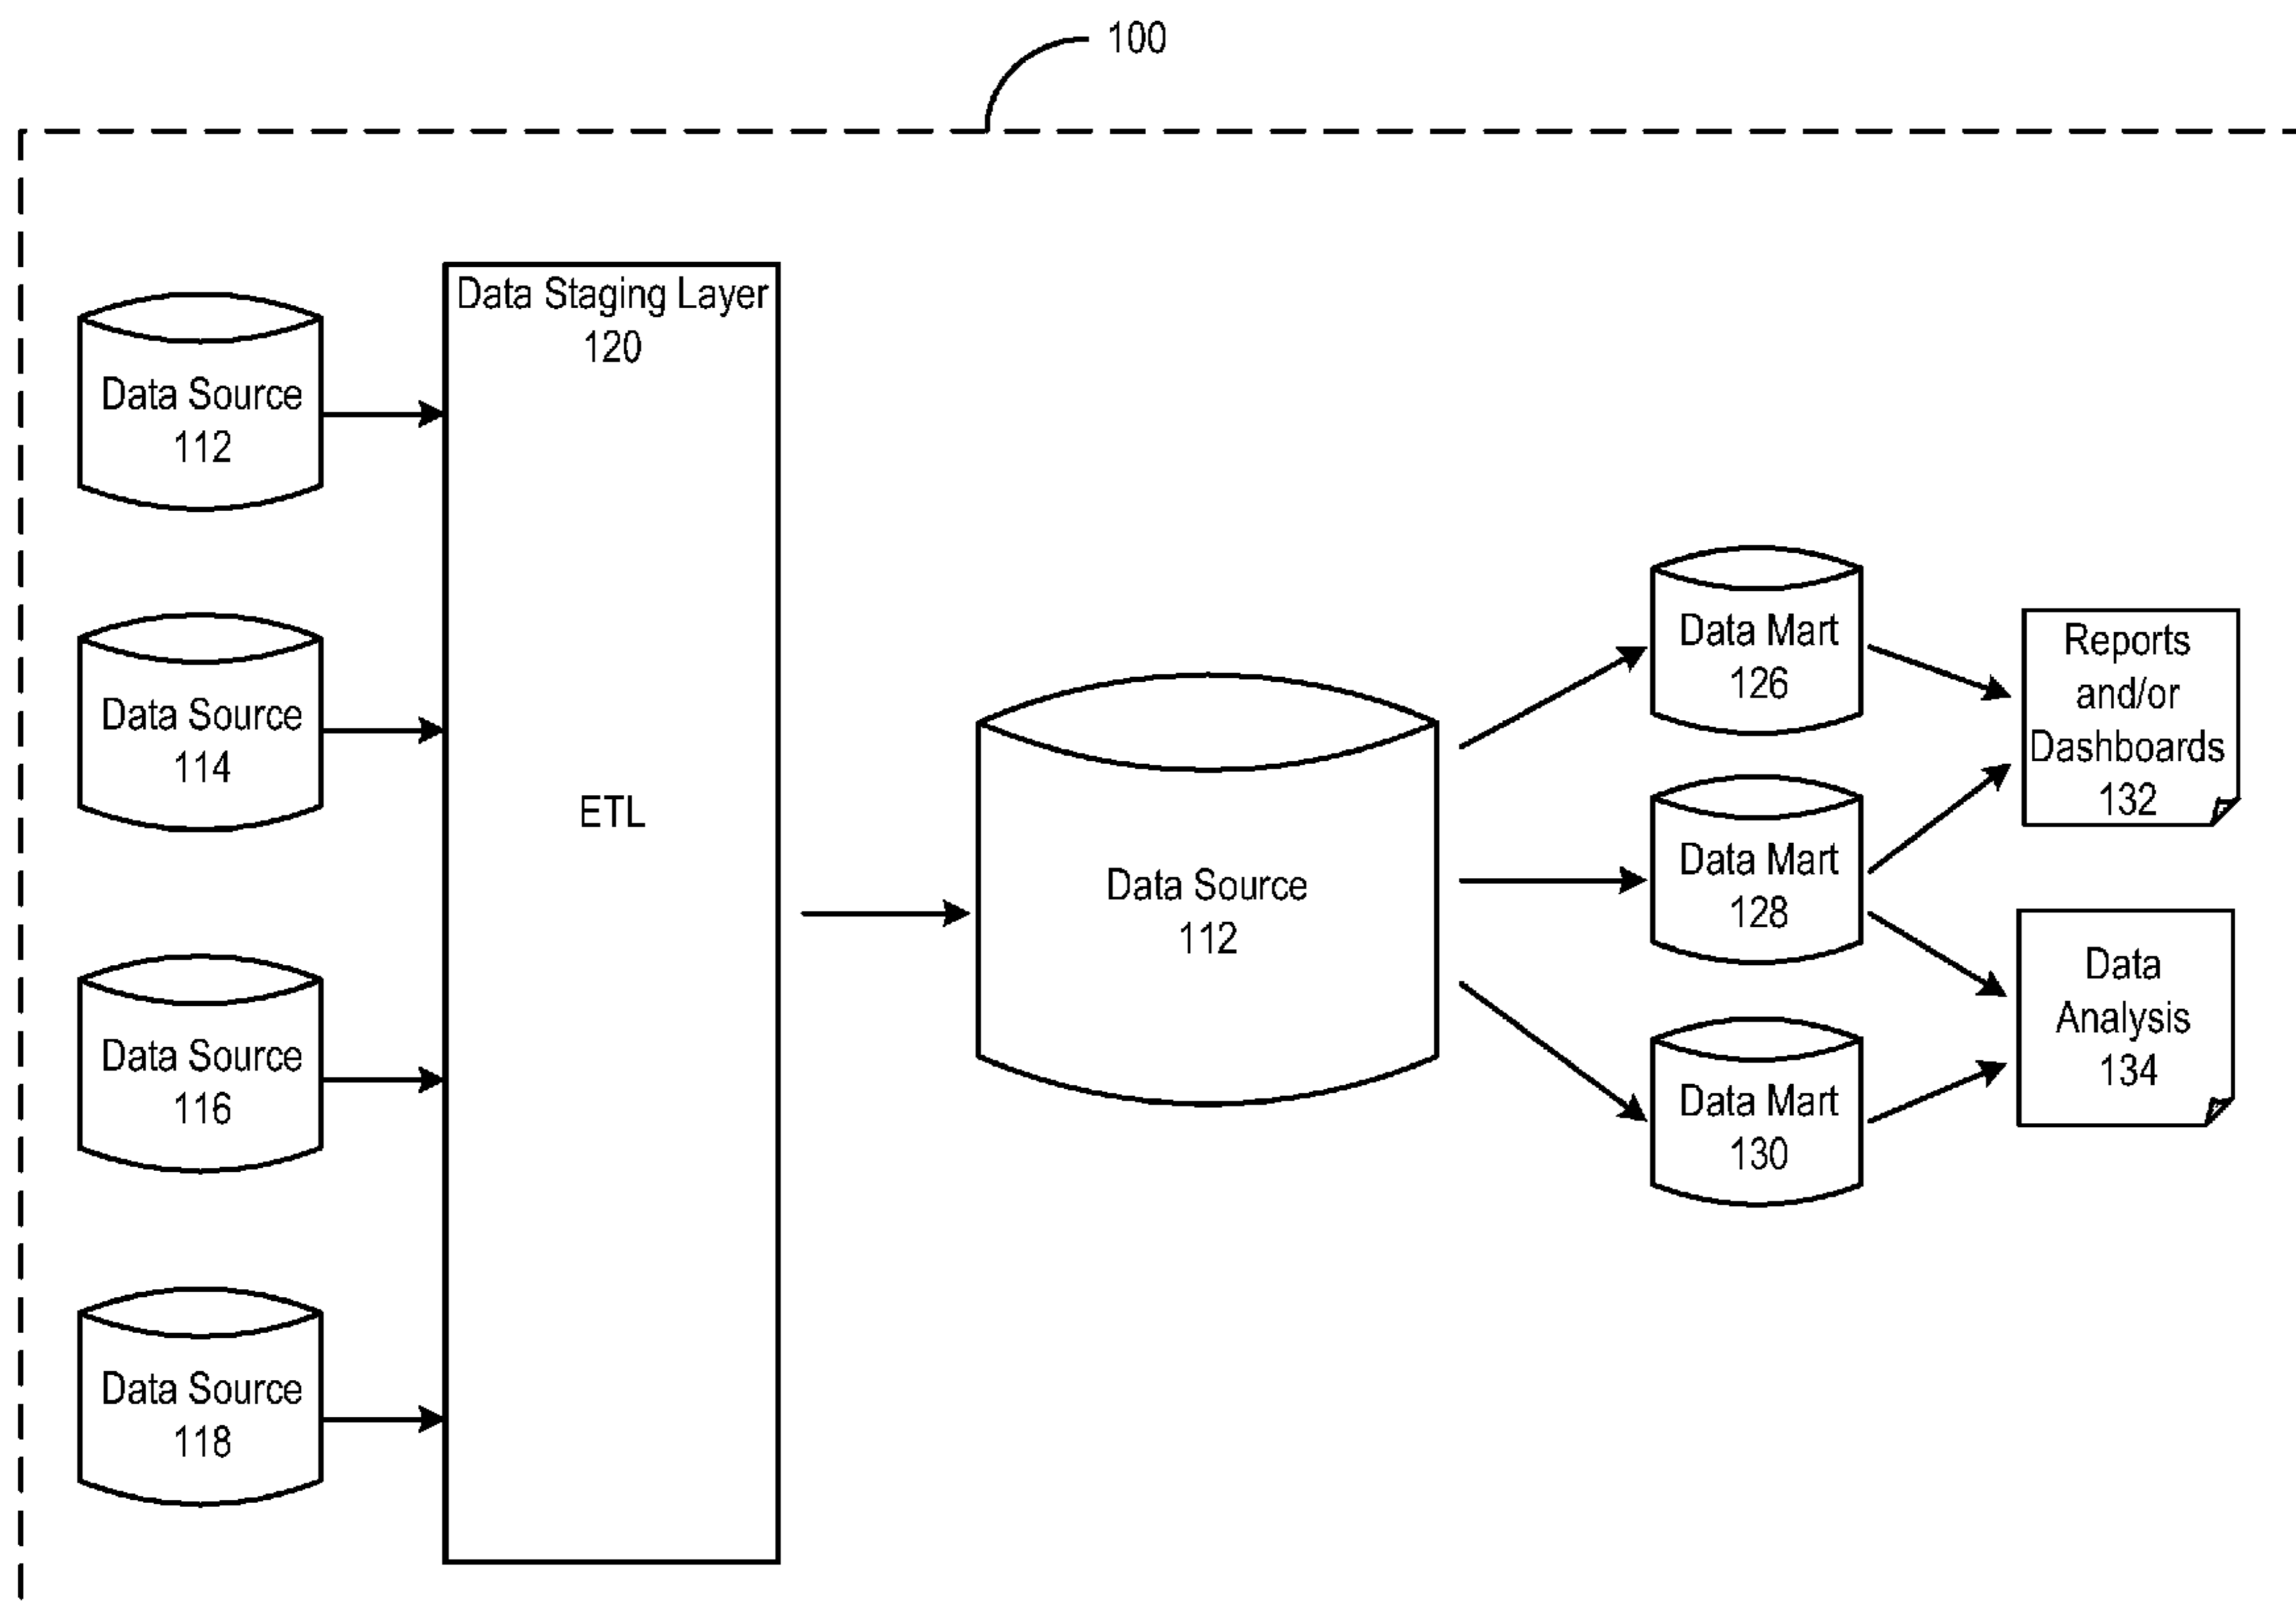 100
Data Source
112
Data Source
114
Data Source
116
Data Source
118
Data Staging Layer
120
ETL
Data Source
112
Data Mart
126
Data Mart
128
Data Mart
130
Reports
and/or
Dashboards
132
Data
Analysis
134